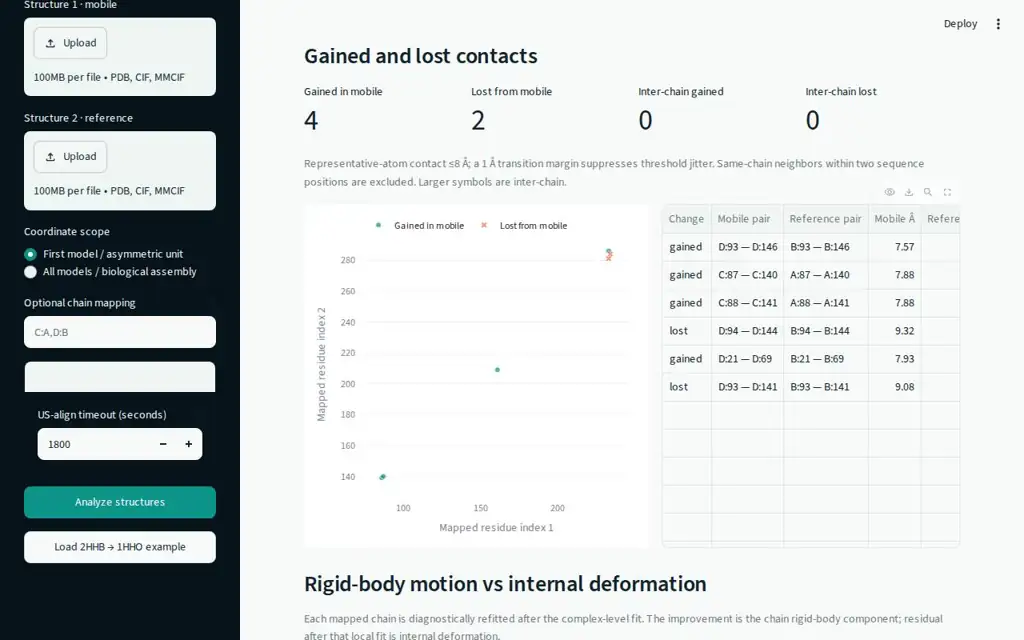 Structure 1 · mobile
Upload
100MB per file • PDB, CIF, MMCIF
Structure 2 · reference
Upload
100MB per file • PDB, CIF, MMCIF
Coordinate scope
First model / asymmetric unit
All models / biological assembly
Optional chain mapping
C:A,D:B
US-align timeout (seconds)
1800
Analyze structures
Load 2HHB → 1HHO example
Deploy
Gained and lost contacts
Gained in mobile Lost from mobile Inter-chain gained Inter-chain lost
4 2 0 0
Representative-atom contact ≤8 Å; a 1 Å transition margin suppresses threshold jitter. Same-chain neighbors within two sequence
positions are excluded. Larger symbols are inter-chain.
Gained in mobile Lost from mobile
280
260
240
220
200
180
160
140
100 150 200
Mapped residue index 1
Mapped residue index 2
Change Mobile pair Reference pair Mobile Å Refere
gained D:93 — D:146 B:93 — B:146 7.57
gained C:87 — C:140 A:87 — A:140 7.88
gained C:88 — C:141 A:88 — A:141 7.88
lost D:94 — D:144 B:94 — B:144 9.32
gained D:21 — D:69 B:21 — B:69 7.93
lost D:93 — D:141 B:93 — B:141 9.08
Rigid-body motion vs internal deformation
Each mapped chain is diagnostically refitted after the complex-level fit. The improvement is the chain rigid-body component; residual
after that local fit is internal deformation.